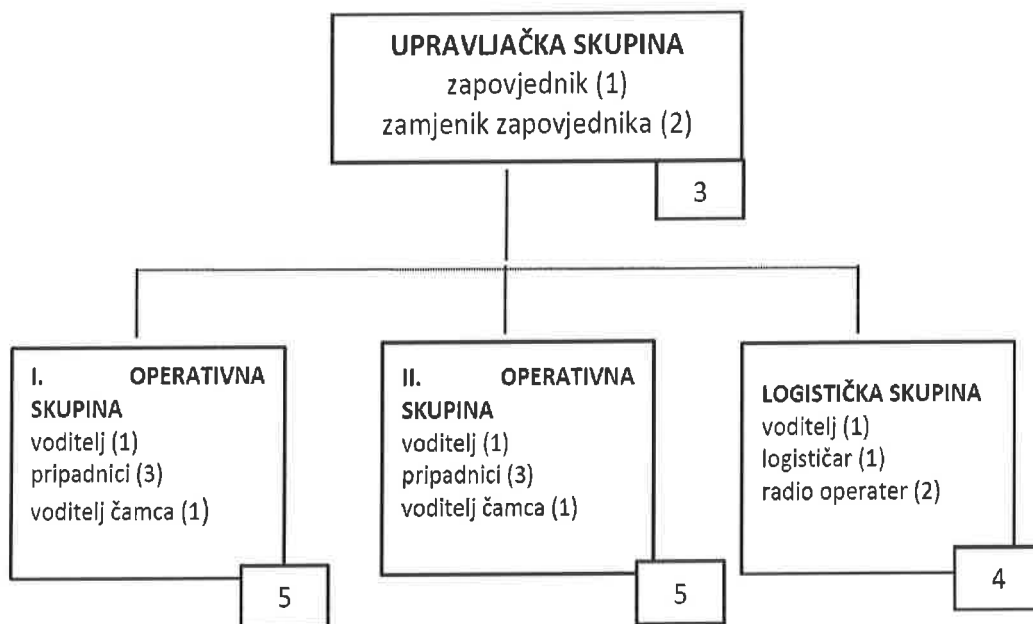 UPRAVLJAČKA SKUPINA
zapovjednik (1)
zamjenik zapovjednika (2)
3
I. OPERATIVNA
SKUPINA
voditelj (1)
pripadnici (3)
voditelj čamca (1)
5
II. OPERATIVNA
SKUPINA
voditelj (1)
pripadnici (3)
voditelj čamca (1)
5
LOGISTIČKA SKUPINA
voditelj (1)
logističar (1)
radio operater (2)
4